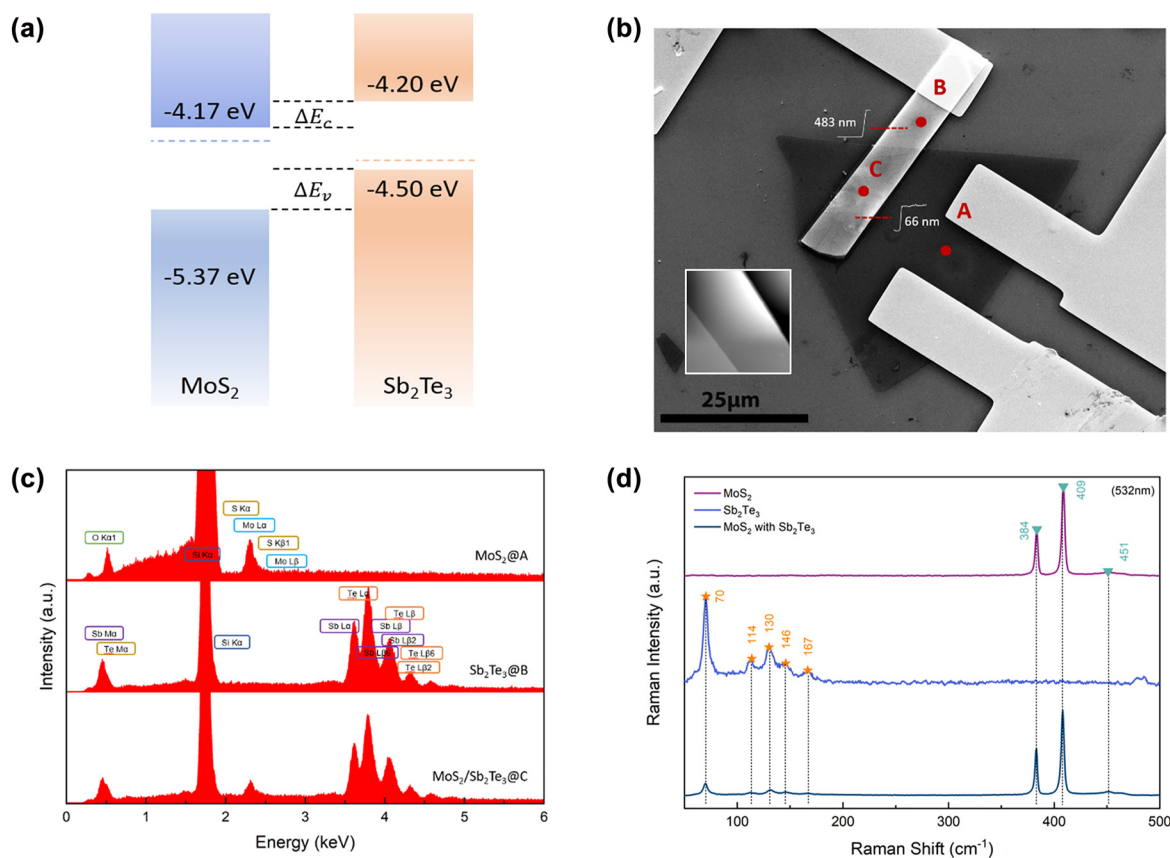 (a)
-4.17 eV
-4.20 eV
ΔE_c
ΔE_v
-4.50 eV
-5.37 eV
MoS₂
Sb₂Te₃
(b)
B
483 nm
C
A
66 nm
25μm
(c)
Intensity (a.u.)
S Kα
Mo Lα
O Kα1
S Kβ1
Si Kα
Mo Lβ
MoS₂@A
Te Lα
Te Lβ
Sb Mα
Sb Lα
Sb Lβ
Si Kα
Sb Lβ2
Te Mα
Sb Lβ6
Te Lβ6
Te Lβ2
Sb₂Te₃@B
MoS₂/Sb₂Te₃@C
0 1 2 3 4 5 6
Energy (keV)
(d)
Raman Intensity (a.u.)
MoS₂
Sb₂Te₃
MoS₂ with Sb₂Te₃
(532nm)
409
384
451
70
114
130
146
167
100 200 300 400 500
Raman Shift (cm⁻¹)